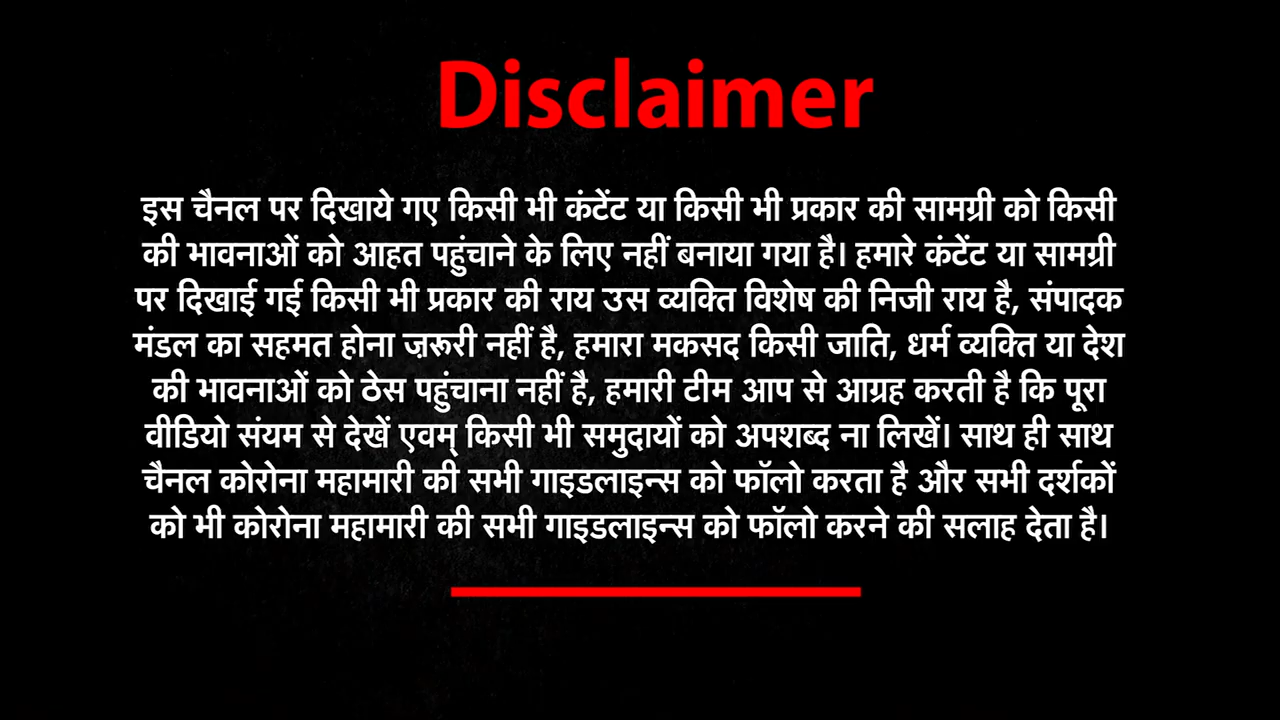 Disclaimer
इस चैनल पर दिखाये गए किसी भी कंटेंट या किसी भी प्रकार की सामग्री को किसी
की भावनाओं को आहत पहुंचाने के लिए नहीं बनाया गया है। हमारे कंटेंट या सामग्री
पर दिखाई गई किसी भी प्रकार की राय उस व्यक्ति विशेष की निजी राय है, संपादक
मंडल का सहमत होना ज़रूरी नहीं है, हमारा मकसद किसी जाति, धर्म व्यक्ति या देश
की भावनाओं को ठेस पहुंचाना नहीं है, हमारी टीम आप से आग्रह करती है कि पूरा
वीडियो संयम से देखें एवम् किसी भी समुदायों को अपशब्द ना लिखें। साथ ही साथ
चैनल कोरोना महामारी की सभी गाइडलाइन्स को फॉलो करता है और सभी दर्शकों
को भी कोरोना महामारी की सभी गाइडलाइन्स को फॉलो करने की सलाह देता है।